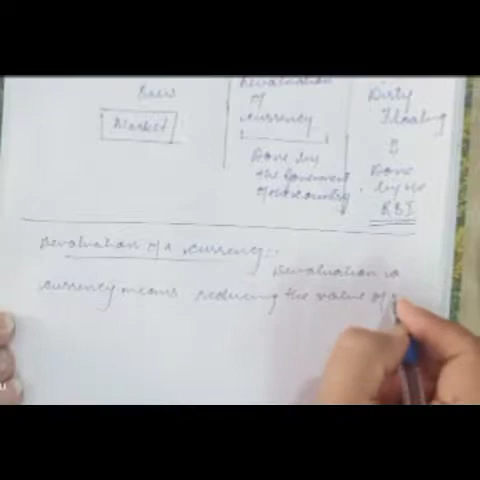 Market
Devaluation
of
currency
Done by
the Government
of the country.
Dirty
Floating
Done
by the
RBI
Devaluation of a currency:-
Devaluation of
currency means reducing the value of